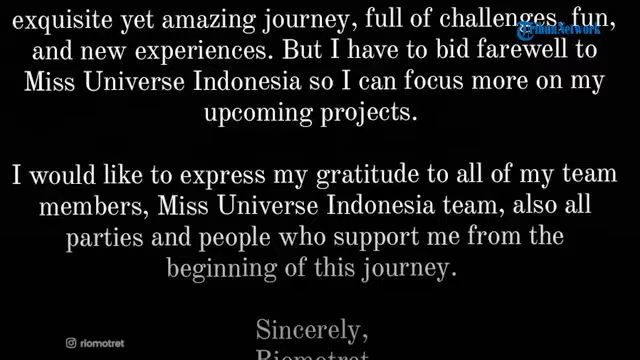 exquisite yet amazing journey, full of challenges, fun,
TribunNetwork
and new experiences. But I have to bid farewell to
Miss Universe Indonesia so I can focus more on my
upcoming projects.
I would like to express my gratitude to all of my team
members, Miss Universe Indonesia team, also all
parties and people who support me from the
beginning of this journey.
Sincerely,
riomotret
Riomotret